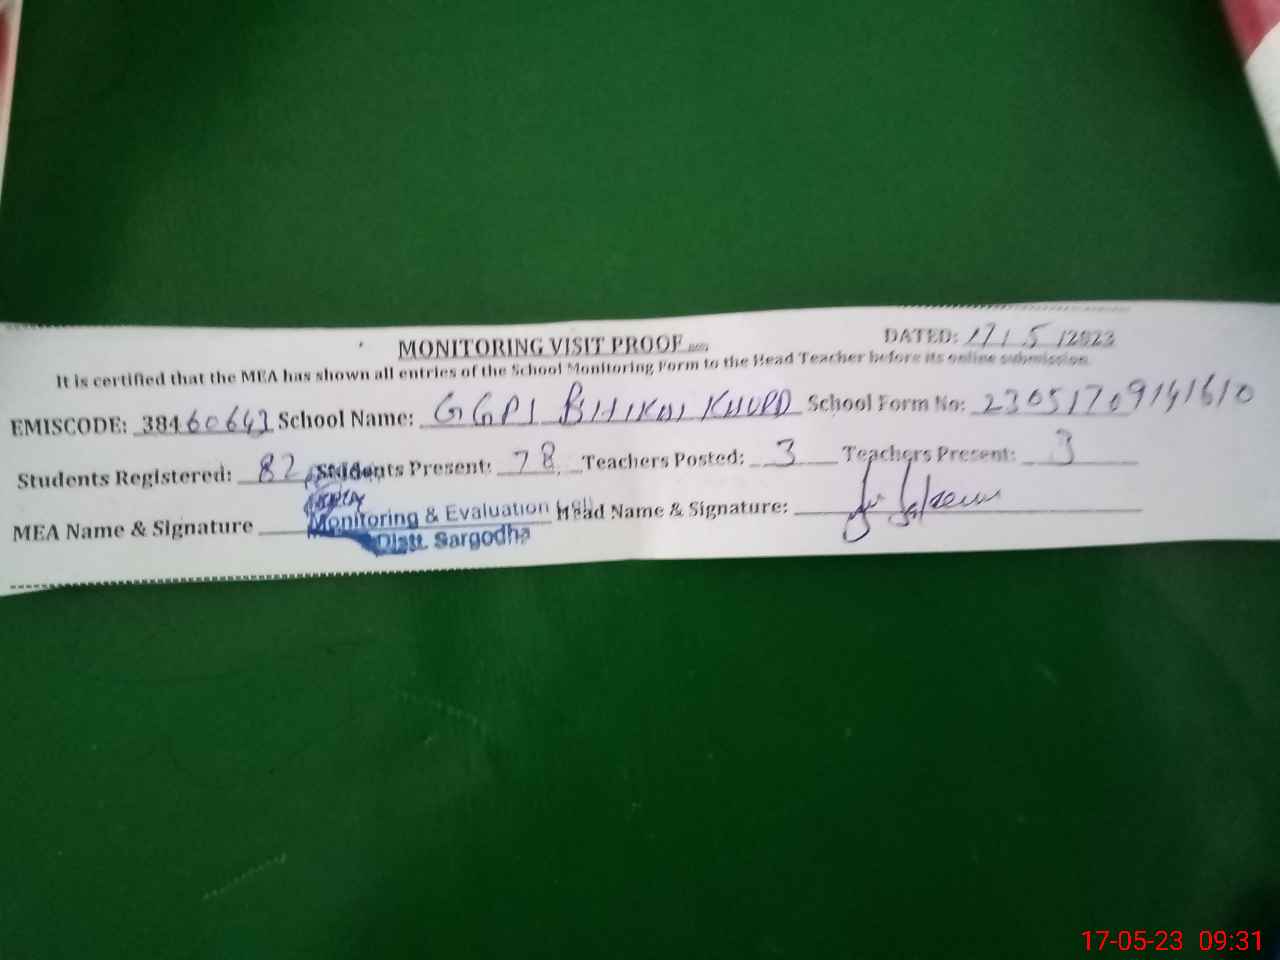 MONITORING VISIT PROOF DATED: 17/5/2023
It is certified that the MEA has shown all entries of the School Monitoring Form to the Head Teacher before its online submission.
EMISCODE: 38460643 School Name: GGPS BHIKHI KHURD School Form No: 23051709141610
Students Registered: 82 Students Present: 78 Teachers Posted: 3 Teachers Present: 3
MEA Name & Signature Head Name & Signature:
Monitoring & Evaluation
Distt. Sargodha
17-05-23 09:31